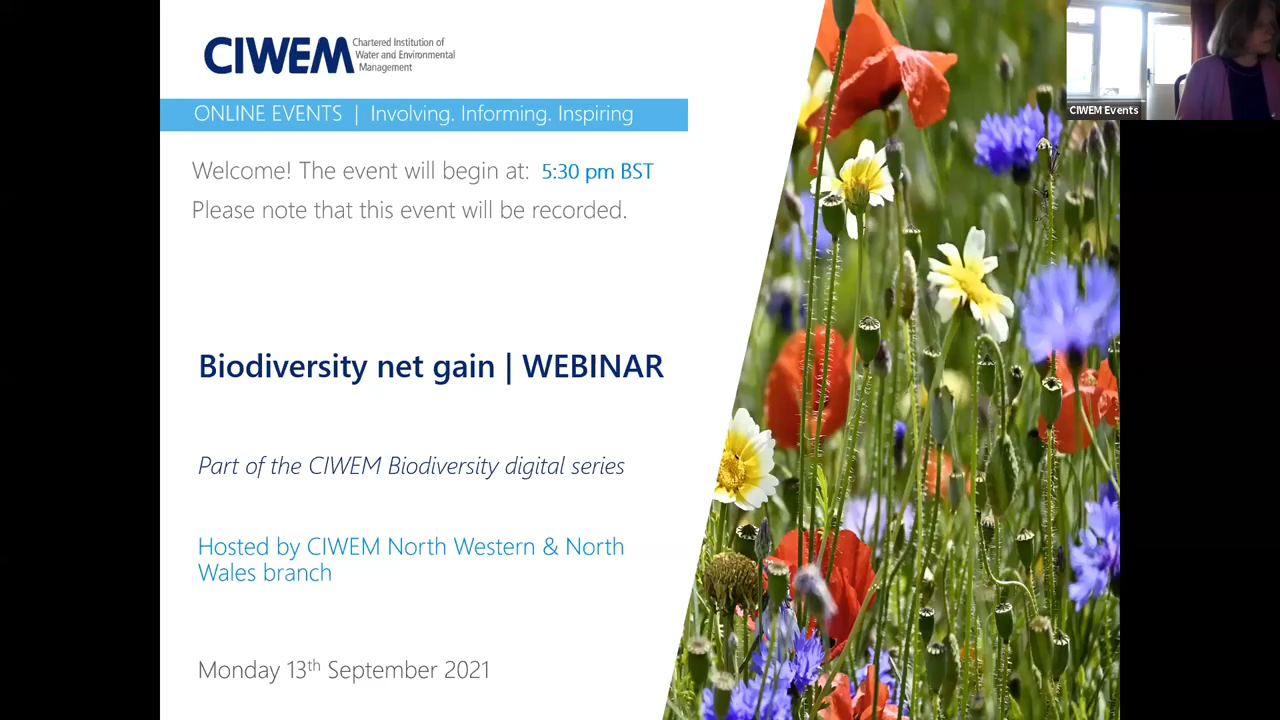 CIWEM
Chartered Institution of
Water and Environmental
Management
ONLINE EVENTS | Involving. Informing. Inspiring
Welcome! The event will begin at: 5:30 pm BST
Please note that this event will be recorded.
Biodiversity net gain | WEBINAR
Part of the CIWEM Biodiversity digital series
Hosted by CIWEM North Western & North
Wales branch
Monday 13th September 2021
CIWEM Events